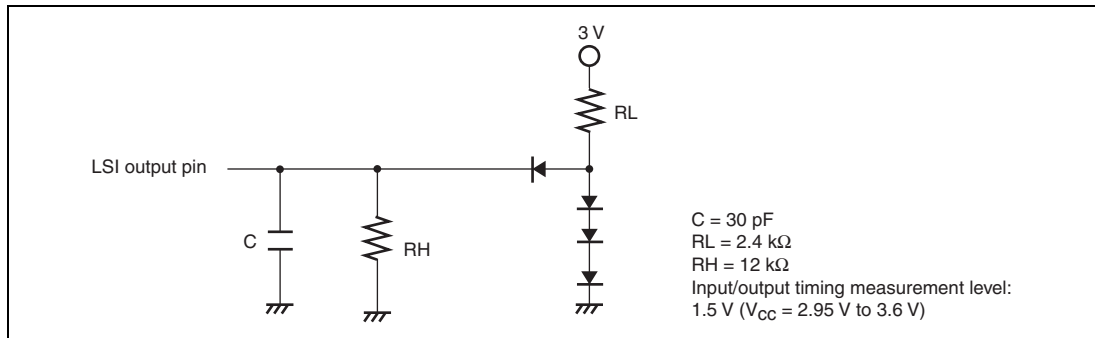 3 V
RL
LSI output pin
C
RH
C = 30 pF
RL = 2.4 kΩ
RH = 12 kΩ
Input/output timing measurement level:
1.5 V (VCC = 2.95 V to 3.6 V)